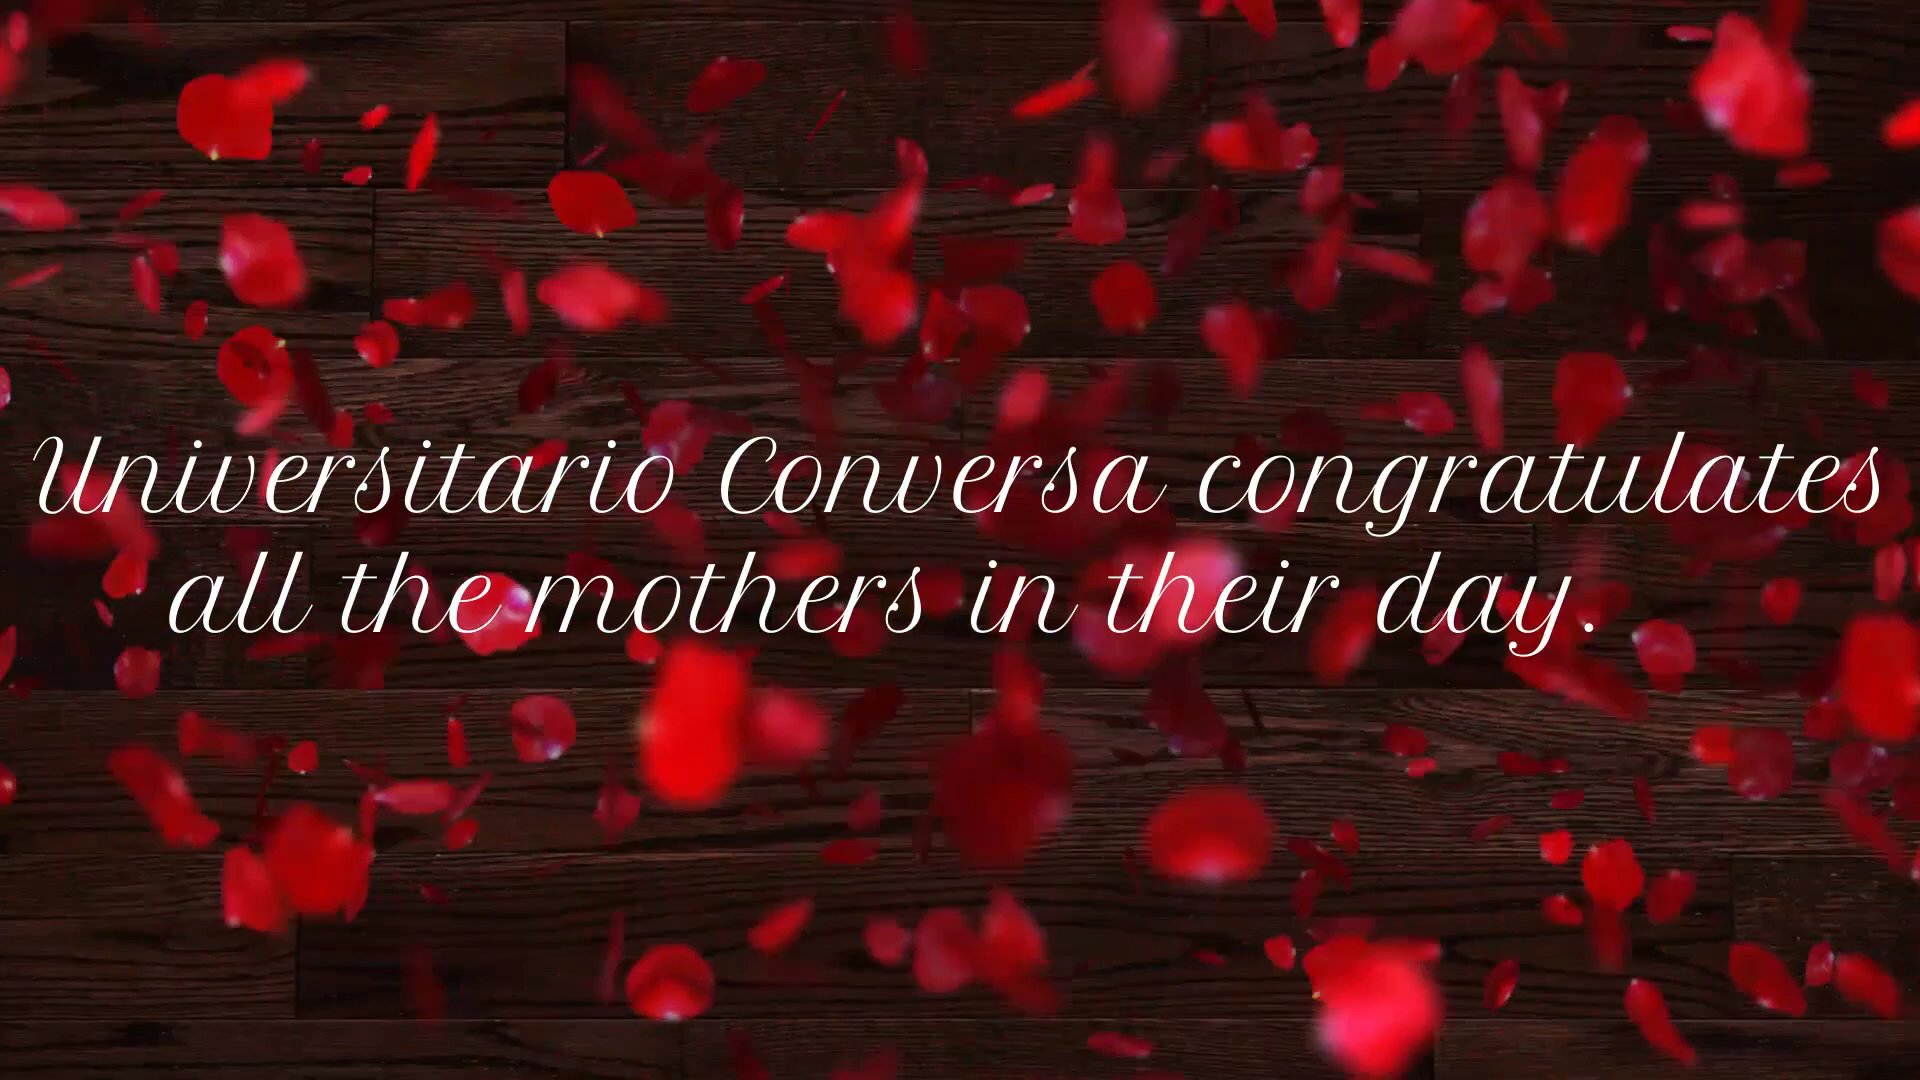 Universitario Conversa congratulates
all the mothers in their day.